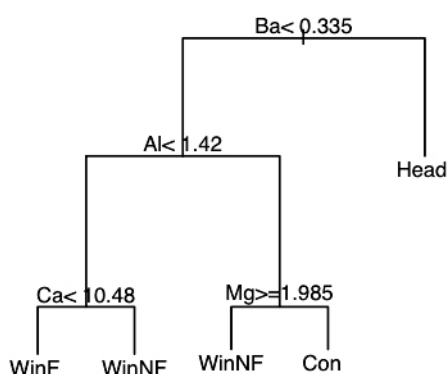 Ba< 0.335
Al< 1.42
Head
Ca< 10.48
Mg>=1.985
WinF
WinNF
WinNF
Con